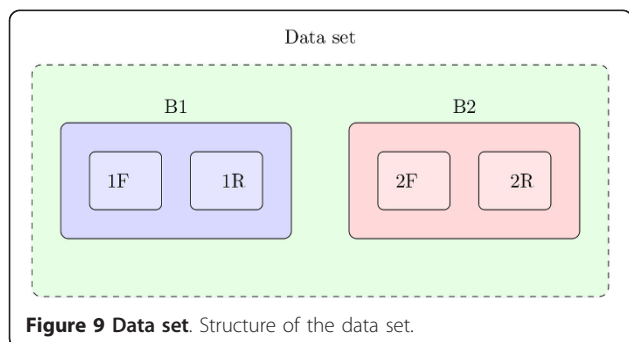 Data set
B1 B2
1F 1R 2F 2R
Figure 9 Data set. Structure of the data set.